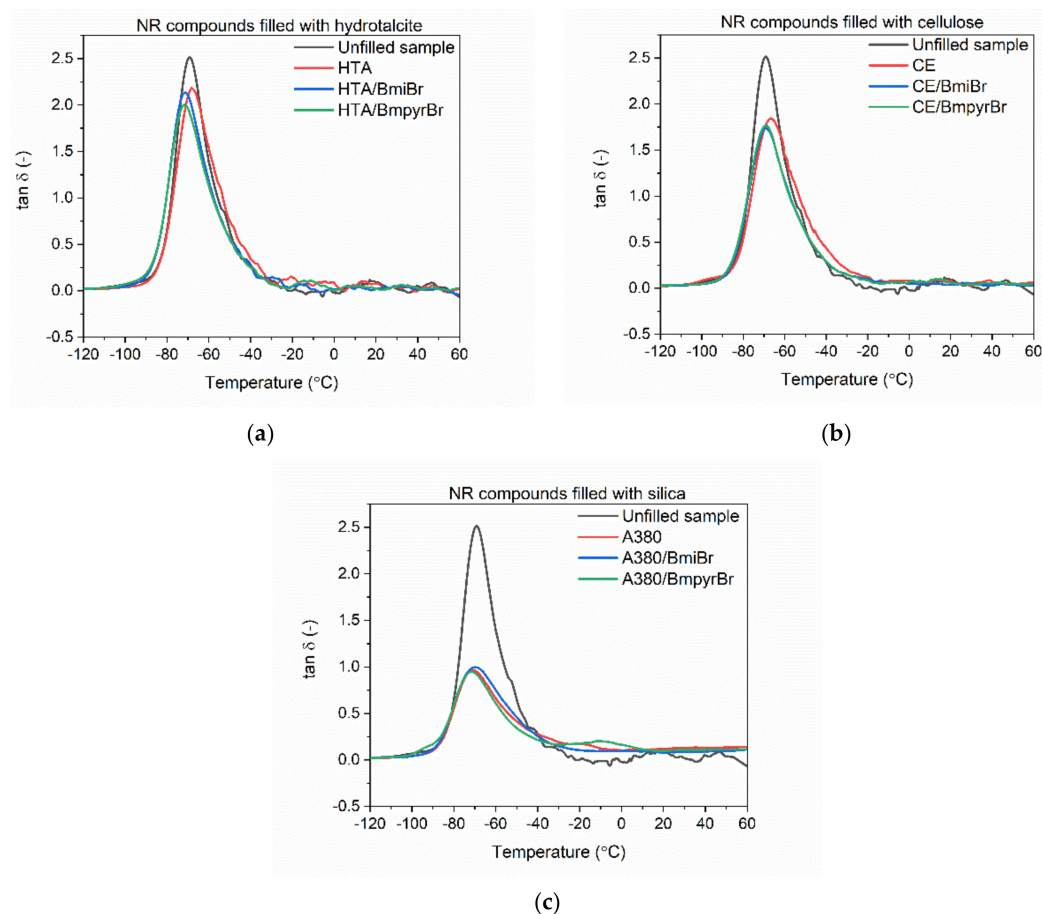 NR compounds filled with hydrotalcite
Unfilled sample
HTA
HTA/BmiBr
HTA/BmpyrBr
2.5
2.0
1.5
1.0
0.5
0.0
-0.5
tan δ (-)
-120 -100 -80 -60 -40 -20 0 20 40 60
Temperature (°C)
(a)
NR compounds filled with cellulose
Unfilled sample
CE
CE/BmiBr
CE/BmpyrBr
2.5
2.0
1.5
1.0
0.5
0.0
-0.5
tan δ (-)
-120 -100 -80 -60 -40 -20 0 20 40 60
Temperature (°C)
(b)
NR compounds filled with silica
Unfilled sample
A380
A380/BmiBr
A380/BmpyrBr
2.5
2.0
1.5
1.0
0.5
0.0
-0.5
tan δ (-)
-120 -100 -80 -60 -40 -20 0 20 40 60
Temperature (°C)
(c)